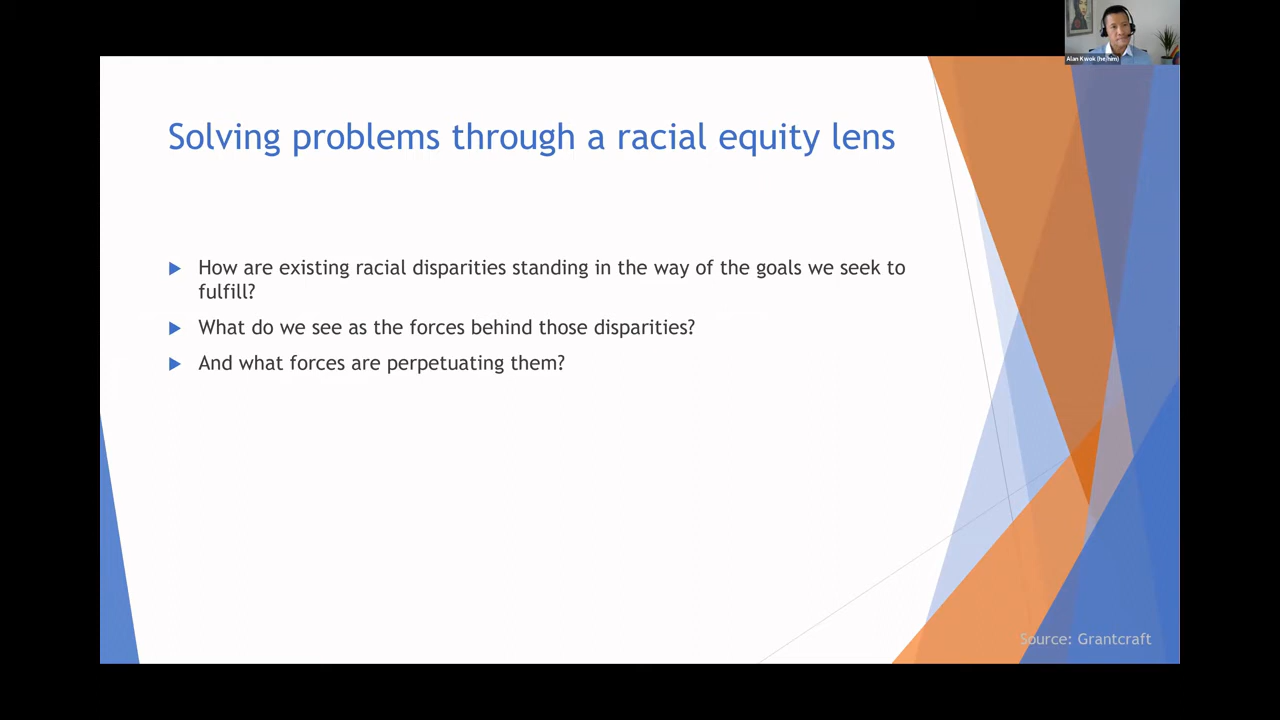 Alan Kwok (he/him)
Solving problems through a racial equity lens
How are existing racial disparities standing in the way of the goals we seek to
fulfill?
What do we see as the forces behind those disparities?
And what forces are perpetuating them?
Source: Grantcraft